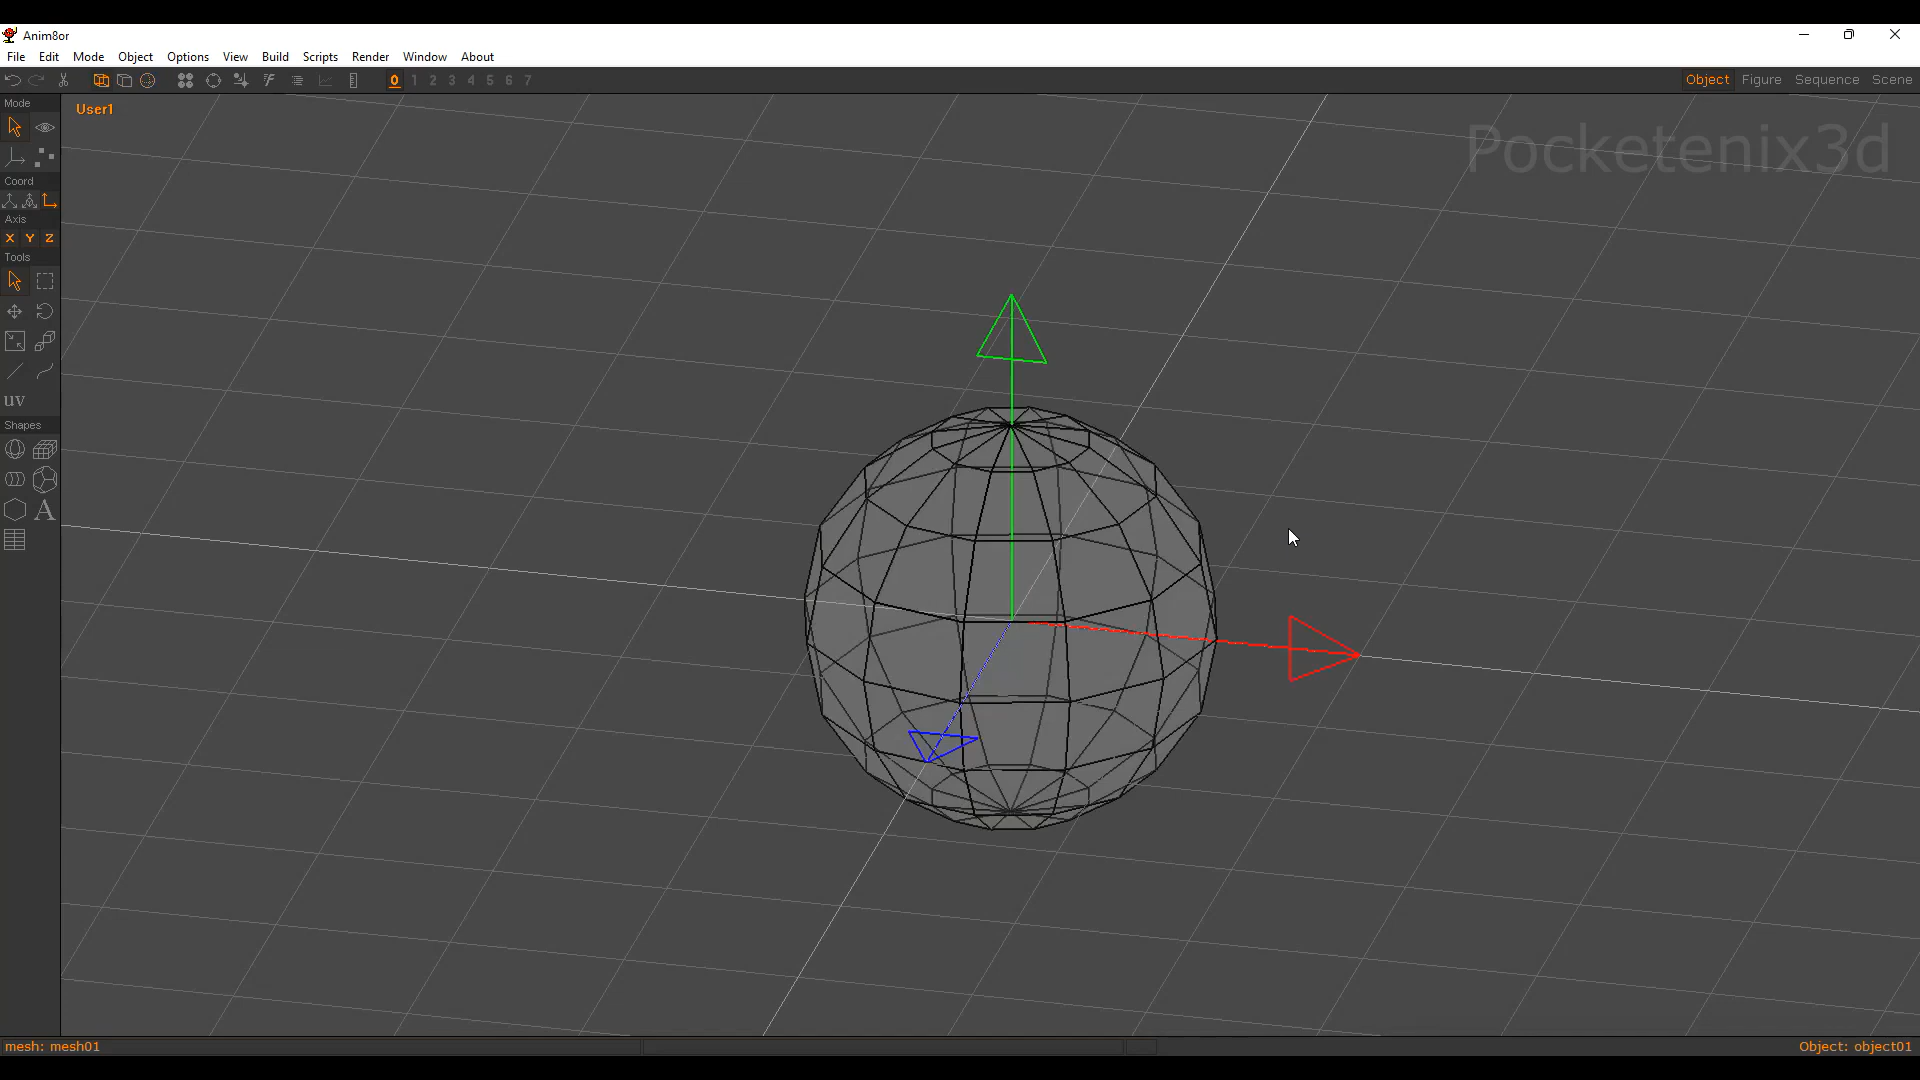 Anim8or
File Edit Mode Object Options View Build Scripts Render Window About
0 1 2 3 4 5 6 7
Object Figure Sequence Scene
Mode
User1
Pocketenix3d
Coord
Axis
X Y Z
Tools
uv
Shapes
A
mesh: mesh01
Object: object01